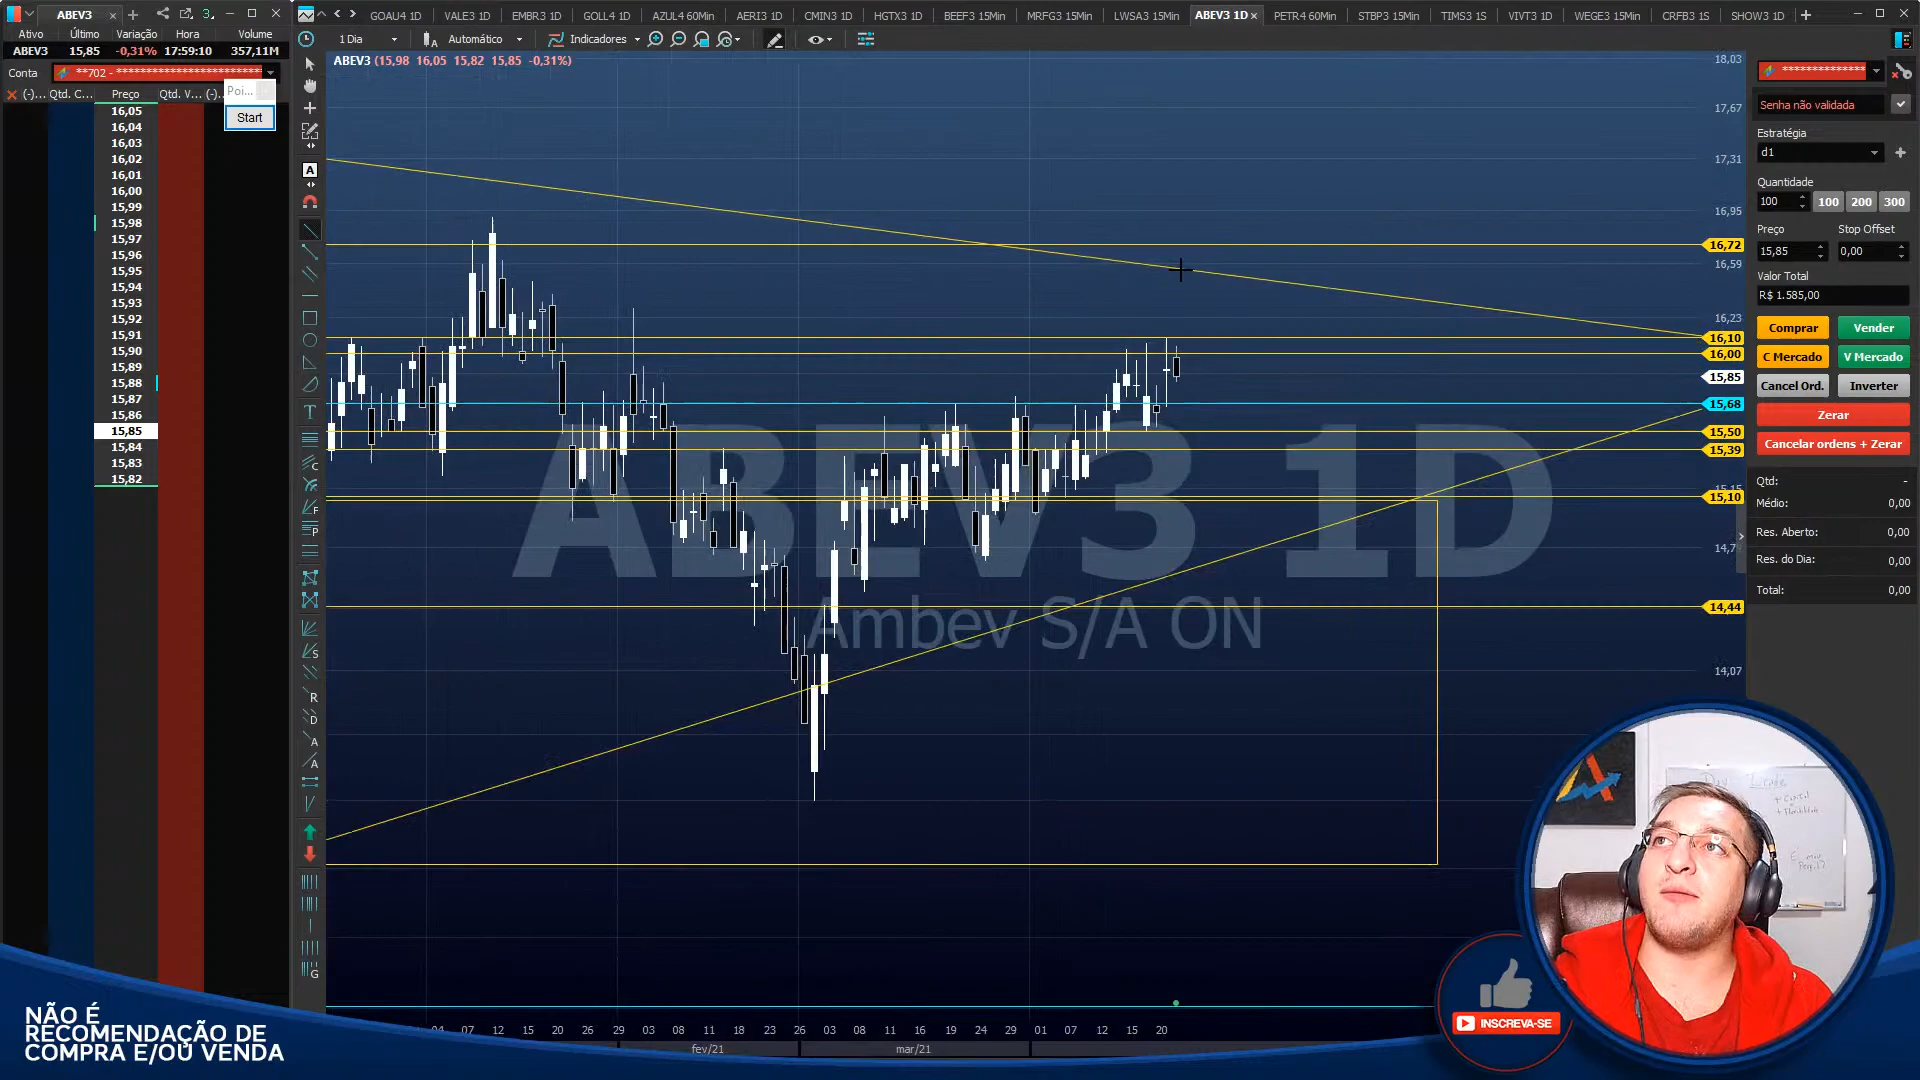 ABEV3
3
GOAU4 1D
VALE3 1D
EMBR3 1D
GOLL4 1D
AZUL4 60Min
AERI3 1D
CMIN3 1D
HGTX3 1D
BEEF3 15Min
MRFG3 15Min
LWSA3 15Min
ABEV3 1D
PETR4 60Min
STBP3 15Min
TIMS3 1S
VIVT3 1D
WEGE3 15Min
CRFB3 1S
SHOW3 1D
Ativo Último Variação Hora Volume
ABEV3 15,85 -0,31% 17:59:10 357,11M
1 Dia Automático Indicadores
Conta **702 - **************************
(-)... Qtd. C... Preço Qtd. V... (-)...
Poi...
Start
16,05
16,04
16,03
16,02
16,01
16,00
15,99
15,98
15,97
15,96
15,95
15,94
15,93
15,92
15,91
15,90
15,89
15,88
15,87
15,86
15,85
15,84
15,83
15,82
ABEV3 (15,98 16,05 15,82 15,85 -0,31%)
18,03
17,67
17,31
16,95
16,72
16,59
16,23
16,10
16,00
15,85
15,68
15,50
15,39
15,15
15,10
14,7
14,44
14,07
ABEV3 1D
Ambev S/A ON
04 07 12 15 20 26 29 03 08 11 18 23 26 03 08 11 16 19 24 29 01 07 12 15 20
fev/21 mar/21
***************
Senha não validada
Estratégia
d1
Quantidade
100 100 200 300
Preço Stop Offset
15,85 0,00
Valor Total
R$ 1.585,00
Comprar Vender
C Mercado V Mercado
Cancel Ord. Inverter
Zerar
Cancelar ordens + Zerar
Qtd: -
Médio: 0,00
Res. Aberto: 0,00
Res. do Dia: 0,00
Total: 0,00
NÃO É
RECOMENDAÇÃO DE
COMPRA E/OU VENDA
INSCREVA-SE